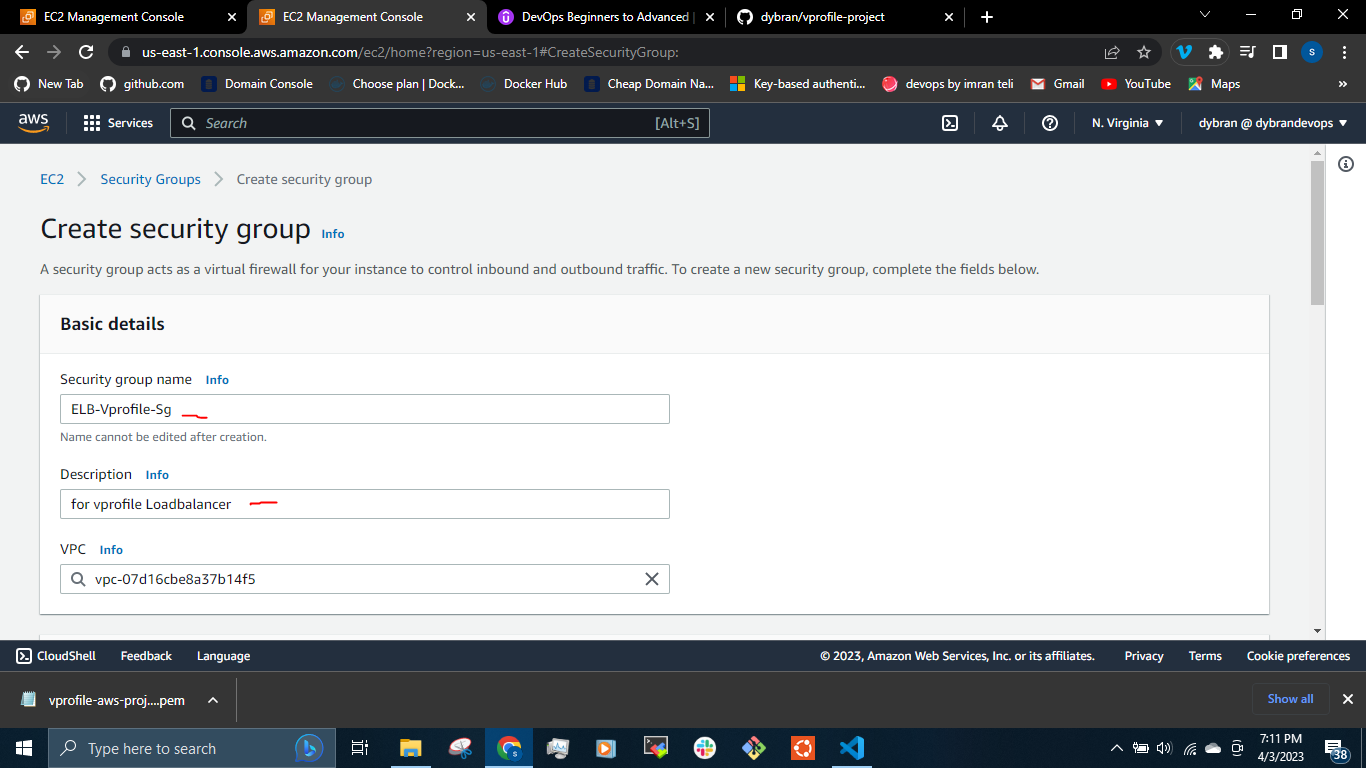 EC2 Management Console
EC2 Management Console
DevOps Beginners to Advanced |
dybran/vprofile-project
us-east-1.console.aws.amazon.com/ec2/home?region=us-east-1#CreateSecurityGroup:
S
New Tab
github.com
Domain Console
Choose plan | Dock...
Docker Hub
Cheap Domain Na...
Key-based authenti...
devops by imran teli
Gmail
YouTube
Maps
»
aws
Services
Search
[Alt+S]
N. Virginia
dybran @ dybrandevops
EC2
Security Groups
Create security group
Create security group Info
A security group acts as a virtual firewall for your instance to control inbound and outbound traffic. To create a new security group, complete the fields below.
Basic details
Security group name Info
ELB-Vprofile-Sg
Name cannot be edited after creation.
Description Info
for vprofile Loadbalancer
VPC Info
vpc-07d16cbe8a37b14f5
CloudShell
Feedback
Language
© 2023, Amazon Web Services, Inc. or its affiliates.
Privacy
Terms
Cookie preferences
vprofile-aws-proj....pem
Show all
Type here to search
7:11 PM
4/3/2023
38